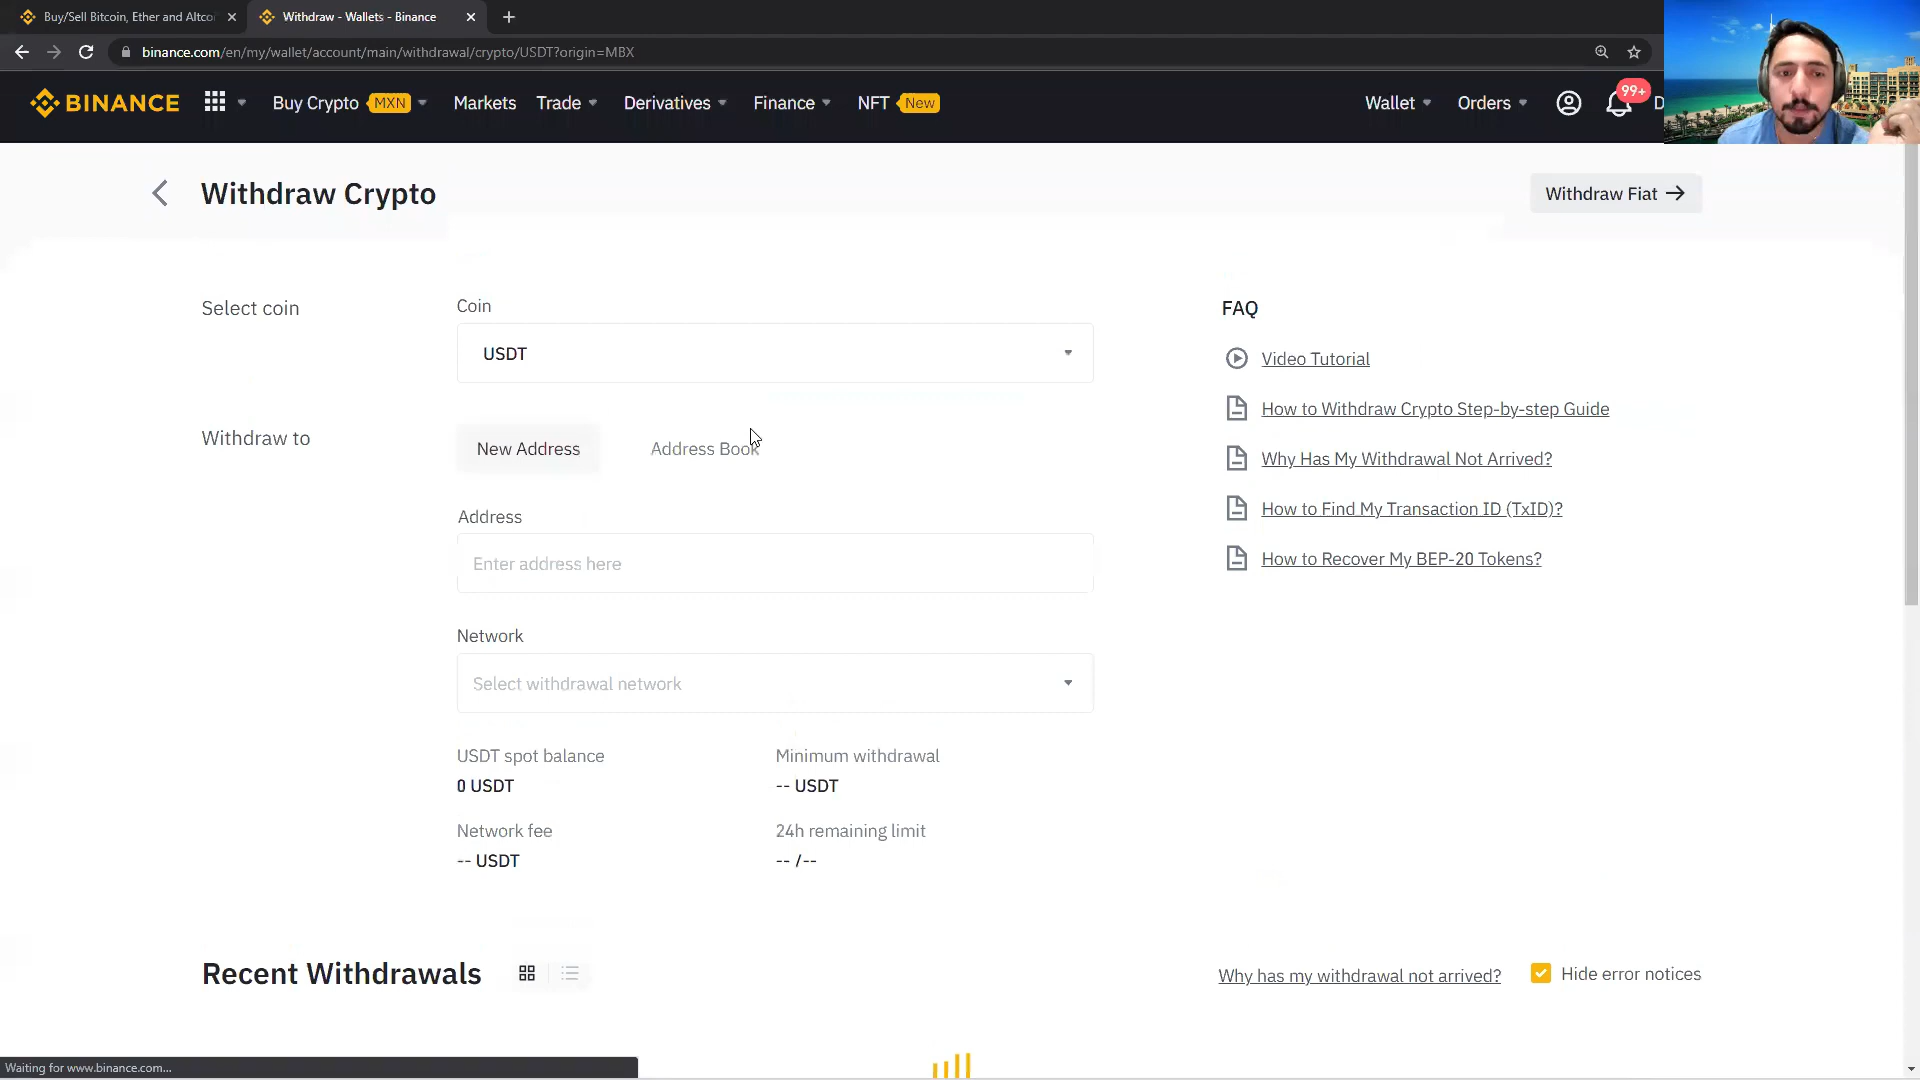 Buy/Sell Bitcoin, Ether and Altco
Withdraw - Wallets - Binance
binance.com/en/my/wallet/account/main/withdrawal/crypto/USDT?origin=MBX
BINANCE
Buy Crypto MXN
Markets
Trade
Derivatives
Finance
NFT New
Wallet
Orders
99+
D
Withdraw Crypto
Withdraw Fiat →
Select coin
Coin
USDT
Withdraw to
New Address
Address Book
Address
Enter address here
Network
Select withdrawal network
USDT spot balance
0 USDT
Minimum withdrawal
-- USDT
Network fee
-- USDT
24h remaining limit
-- /--
FAQ
Video Tutorial
How to Withdraw Crypto Step-by-step Guide
Why Has My Withdrawal Not Arrived?
How to Find My Transaction ID (TxID)?
How to Recover My BEP-20 Tokens?
Recent Withdrawals
Why has my withdrawal not arrived?
Hide error notices
Waiting for www.binance.com...